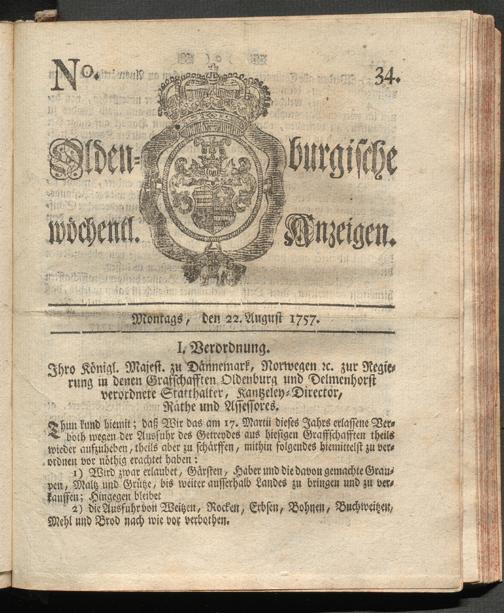 No. 34.
Olden- burgische
wöchentl. Anzeigen.
Montags, den 22. August 1757.
I. Verordnung.
Ihro Königl. Majest. zu Dännemark, Norwegen ꝛc. zur Regie-
rung in denen Grafschafften Oldenburg und Delmenhorst
verordnete Statthalter, Kantzeley-Director,
Räthe und Assessores.
Thun kund hiemit; daß Wir das am 17. Martii dieses Jahrs erlassene Ver-
both wegen der Ausfuhr des Getreydes aus hiesigen Graffschafften theils
wieder aufzuheben, theils aber zu schärffen, mithin folgendes hiemittelst zu ver-
ordnen vor nöthig erachtet haben:
1) Wird zwar erlaubet, Gärsten, Haber und die davon gemachte Grau-
pen, Maltz und Grütze, bis weiter ausserhalb Landes zu bringen und zu ver-
kauffen; Hingegen bleibet
2) die Ausfuhr von Weitzen, Rocken, Erbsen, Bohnen, Buchweitzen,
Mehl und Brod nach wie vor verbothen.